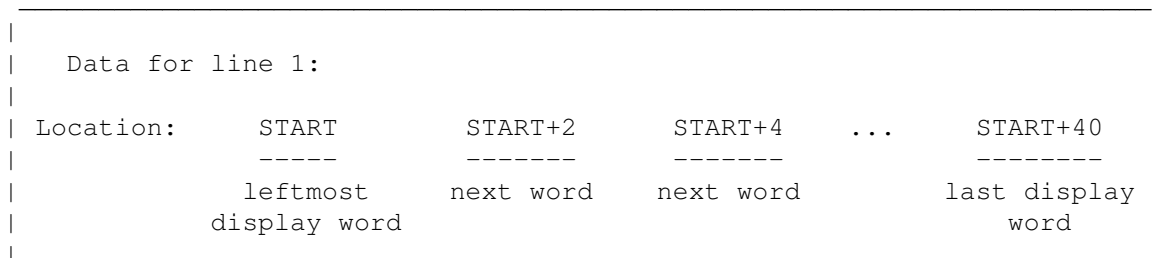 Data for line 1:
Location: START START+2 START+4 ... START+40
----- ------- ------- --------
leftmost next word next word last display
display word word